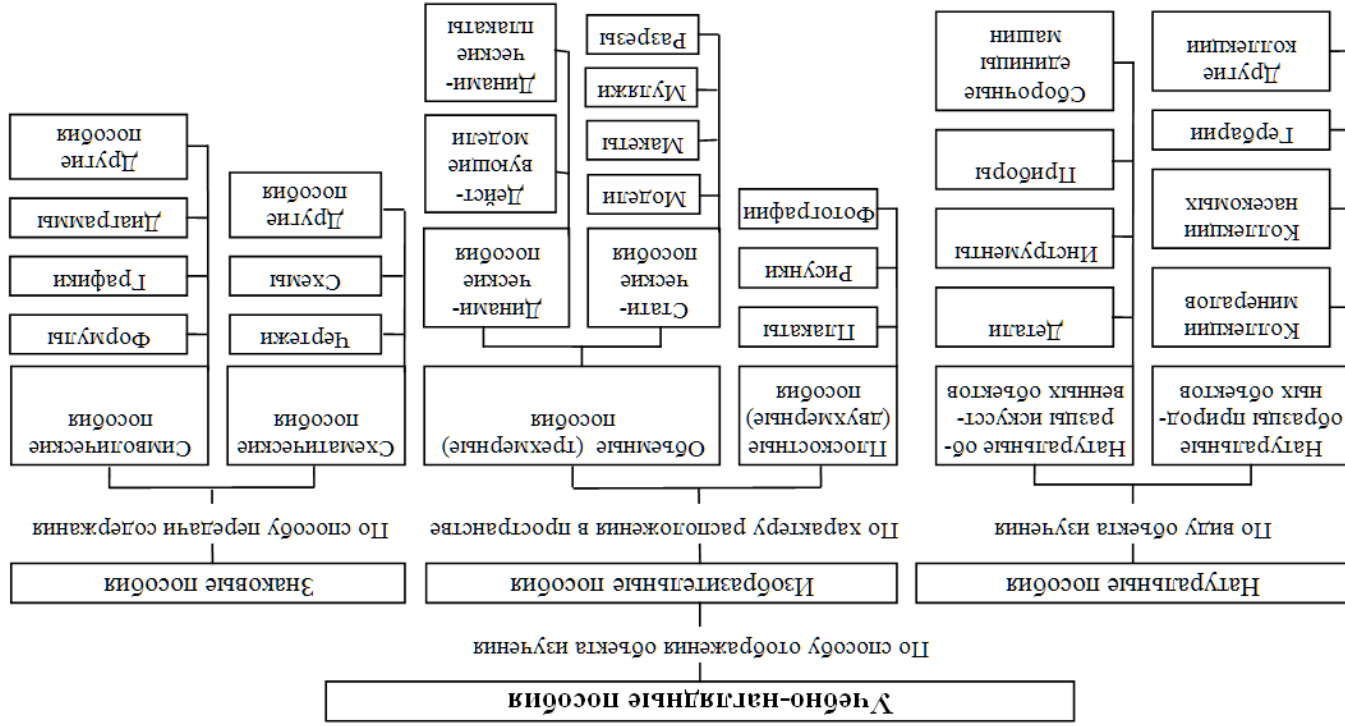 Учебно-наглядные пособия
По способу отображения объекта изучения
Натуральные пособия
Изобразительные пособия
Знаковые пособия
По виду объекта изучения
По характеру расположения в пространстве
По способу передачи содержания
Натуральные
образцы природ-
ных объектов
Коллекции
минералов
Коллекции
насекомых
Гербарии
Другие
коллекции
Натуральные об-
разцы искусст-
венных объектов
Детали
Инструменты
Приборы
Сборочные
единицы
машин
Плоскостные
(двухмерные)
пособия
Плакаты
Рисунки
Фотографии
Объемные (трехмерные)
пособия
Стати-
ческие
пособия
Модели
Макеты
Муляжи
Разрезы
Динами-
ческие
пособия
Дейст-
вующие
модели
Динами-
ческие
плакаты
Схематические
пособия
Чертежи
Схемы
Другие
пособия
Символические
пособия
Формулы
Графики
Диаграммы
Другие
пособия